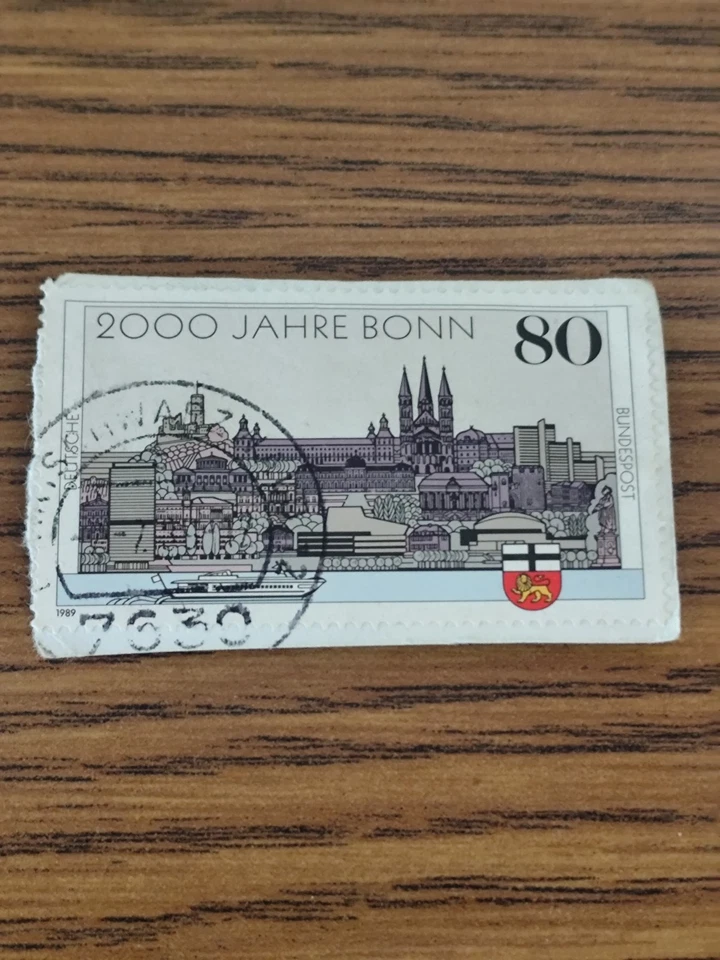 2000 JAHRE BONN
80
DEUTSCHE
BUNDESPOST
1989
7630